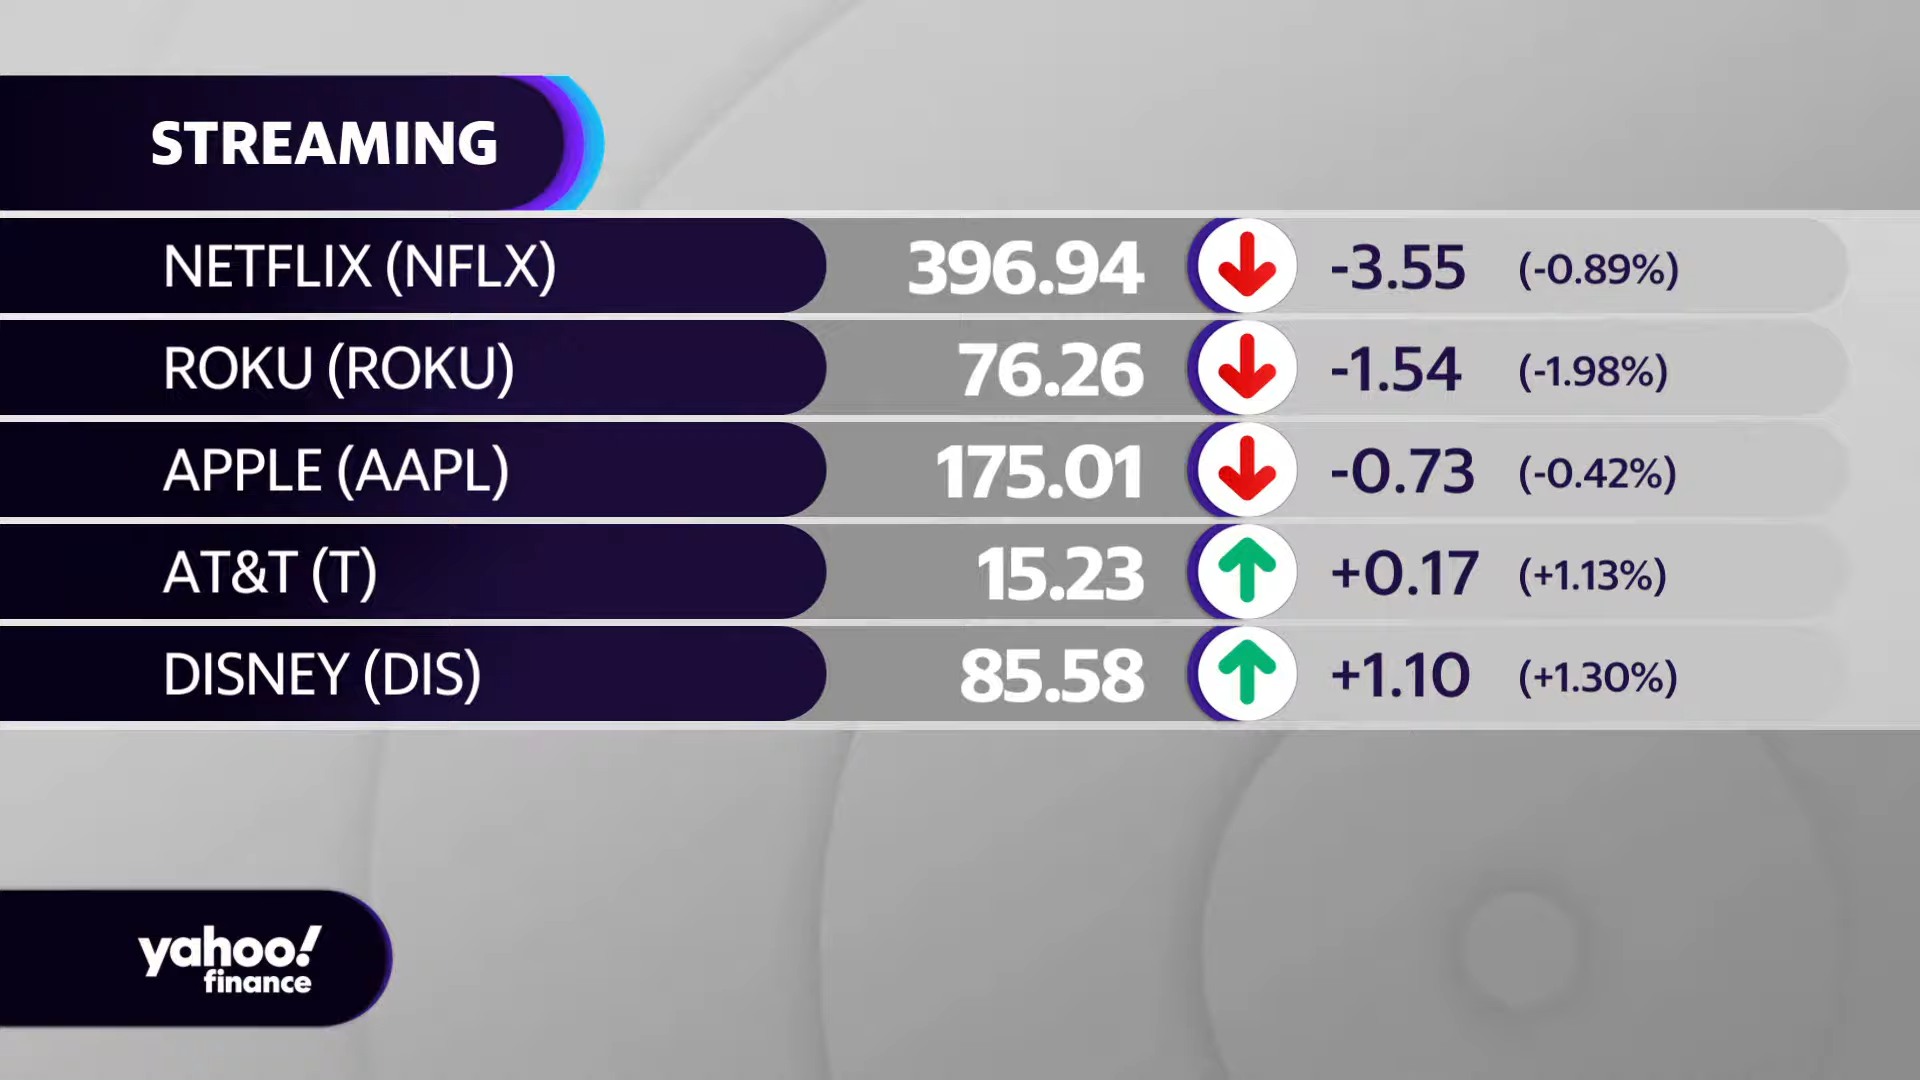 STREAMING
NETFLIX (NFLX) 396.94 -3.55 (-0.89%)
ROKU (ROKU) 76.26 -1.54 (-1.98%)
APPLE (AAPL) 175.01 -0.73 (-0.42%)
AT&T (T) 15.23 +0.17 (+1.13%)
DISNEY (DIS) 85.58 +1.10 (+1.30%)
yahoo!
finance